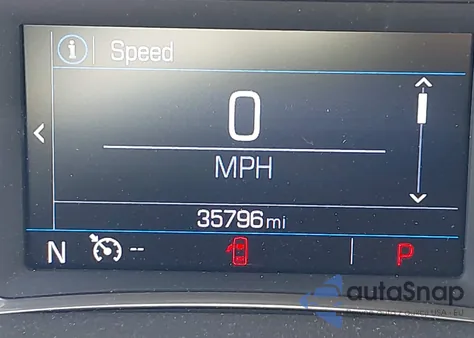 Speed
0
MPH
35796 mi
N -- P
autoSnap